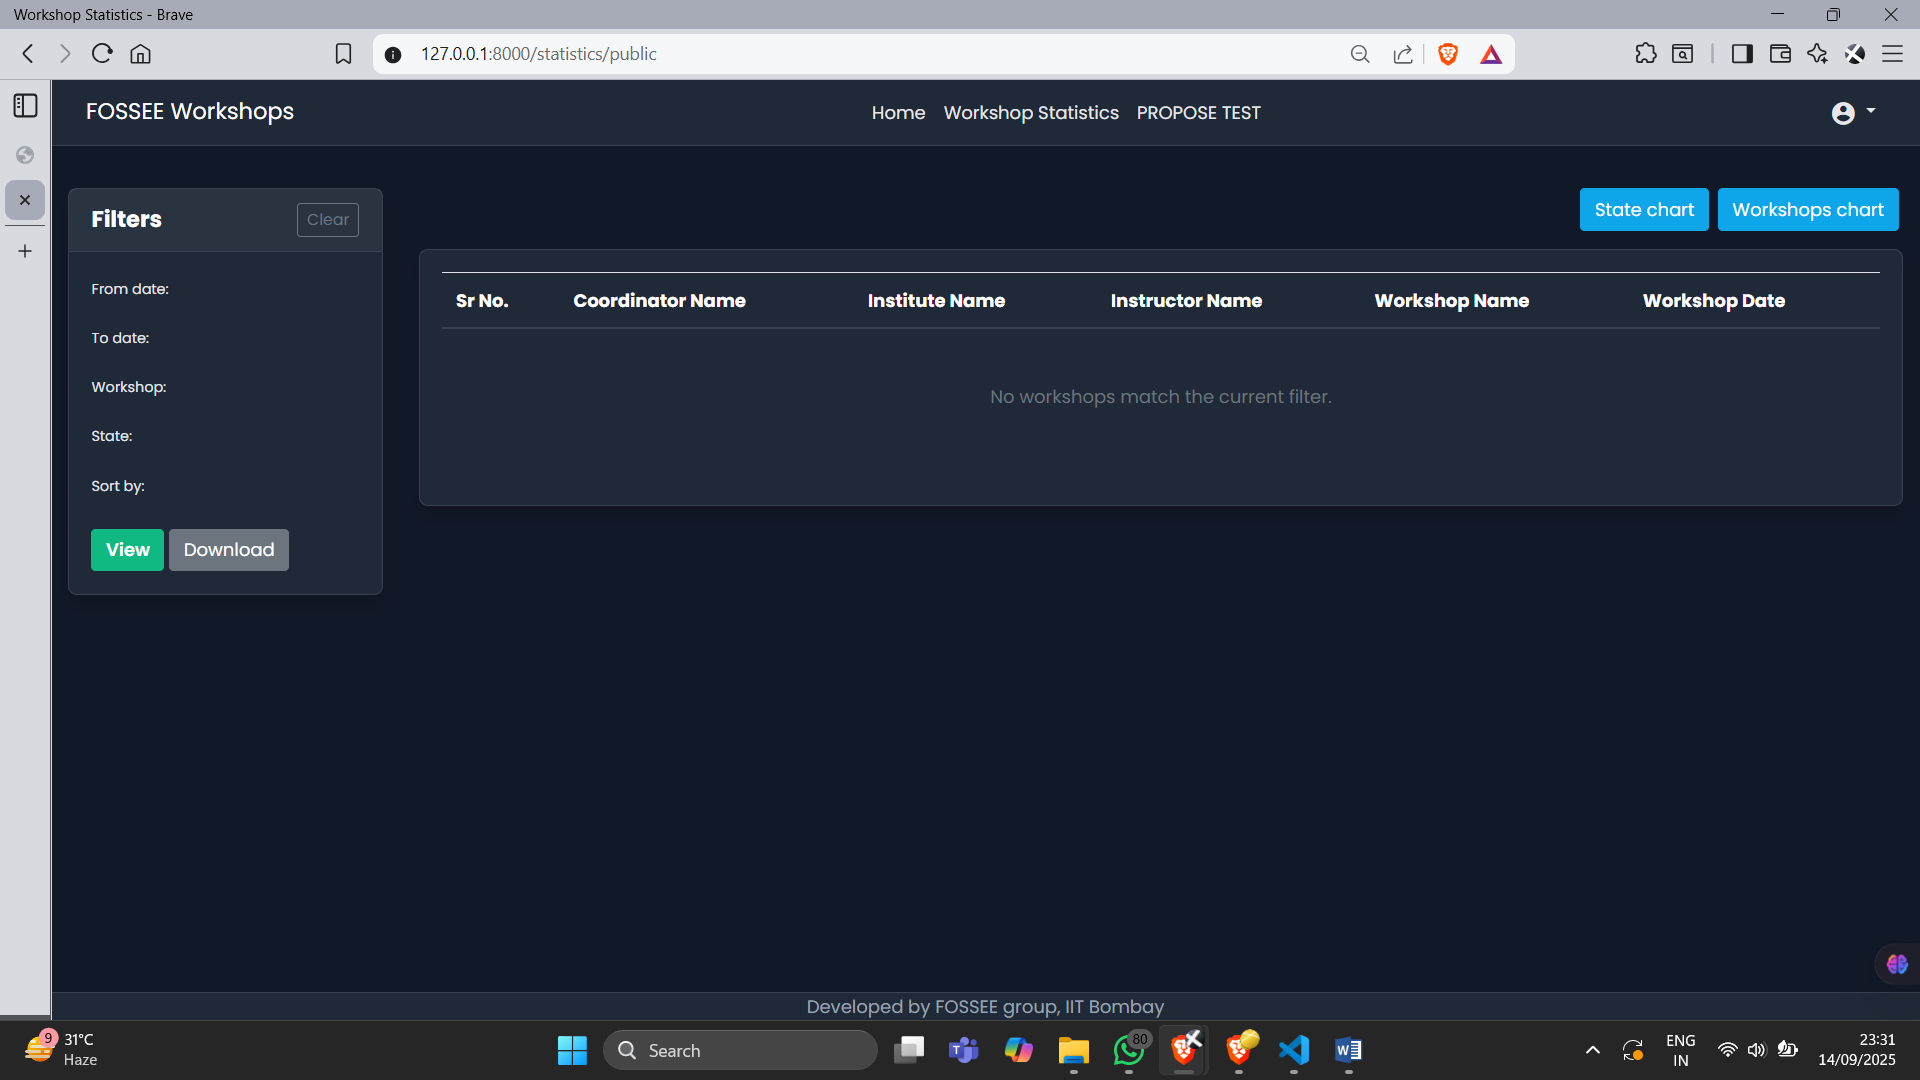 Workshop Statistics - Brave
127.0.0.1:8000/statistics/public
FOSSEE Workshops
Home Workshop Statistics PROPOSE TEST
Filters
Clear
From date:
To date:
Workshop:
State:
Sort by:
View Download
State chart Workshops chart
Sr No. Coordinator Name Institute Name Instructor Name Workshop Name Workshop Date
No workshops match the current filter.
Developed by FOSSEE group, IIT Bombay
9
31°C
Haze
Search
T
80
W
ENG
IN
23:31
14/09/2025